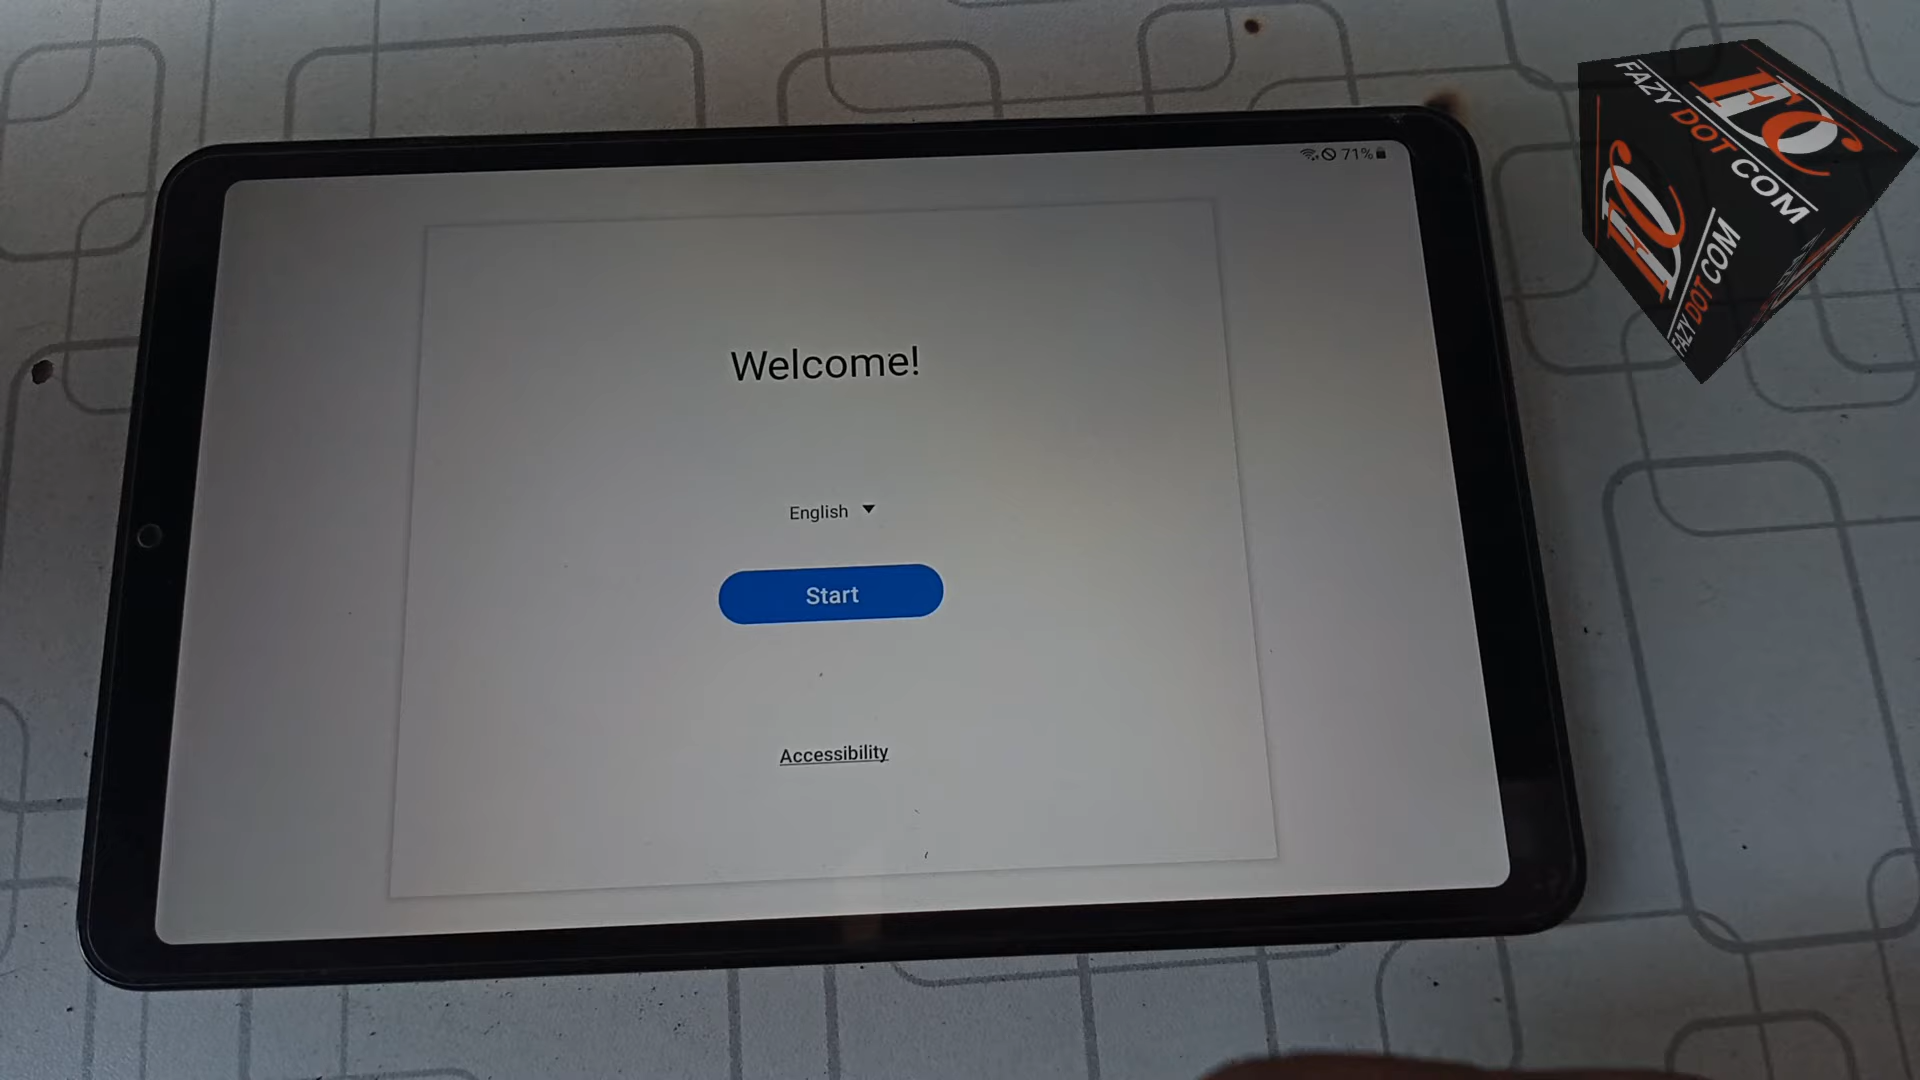 71%
Welcome!
English
Start
Accessibility
FDC
FAZY DOT COM
FDC
FAZY DOT COM